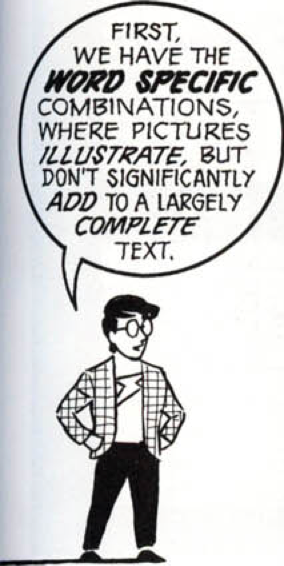 FIRST,
WE HAVE THE
WORD SPECIFIC
COMBINATIONS,
WHERE PICTURES
ILLUSTRATE, BUT
DON'T SIGNIFICANTLY
ADD TO A LARGELY
COMPLETE
TEXT.